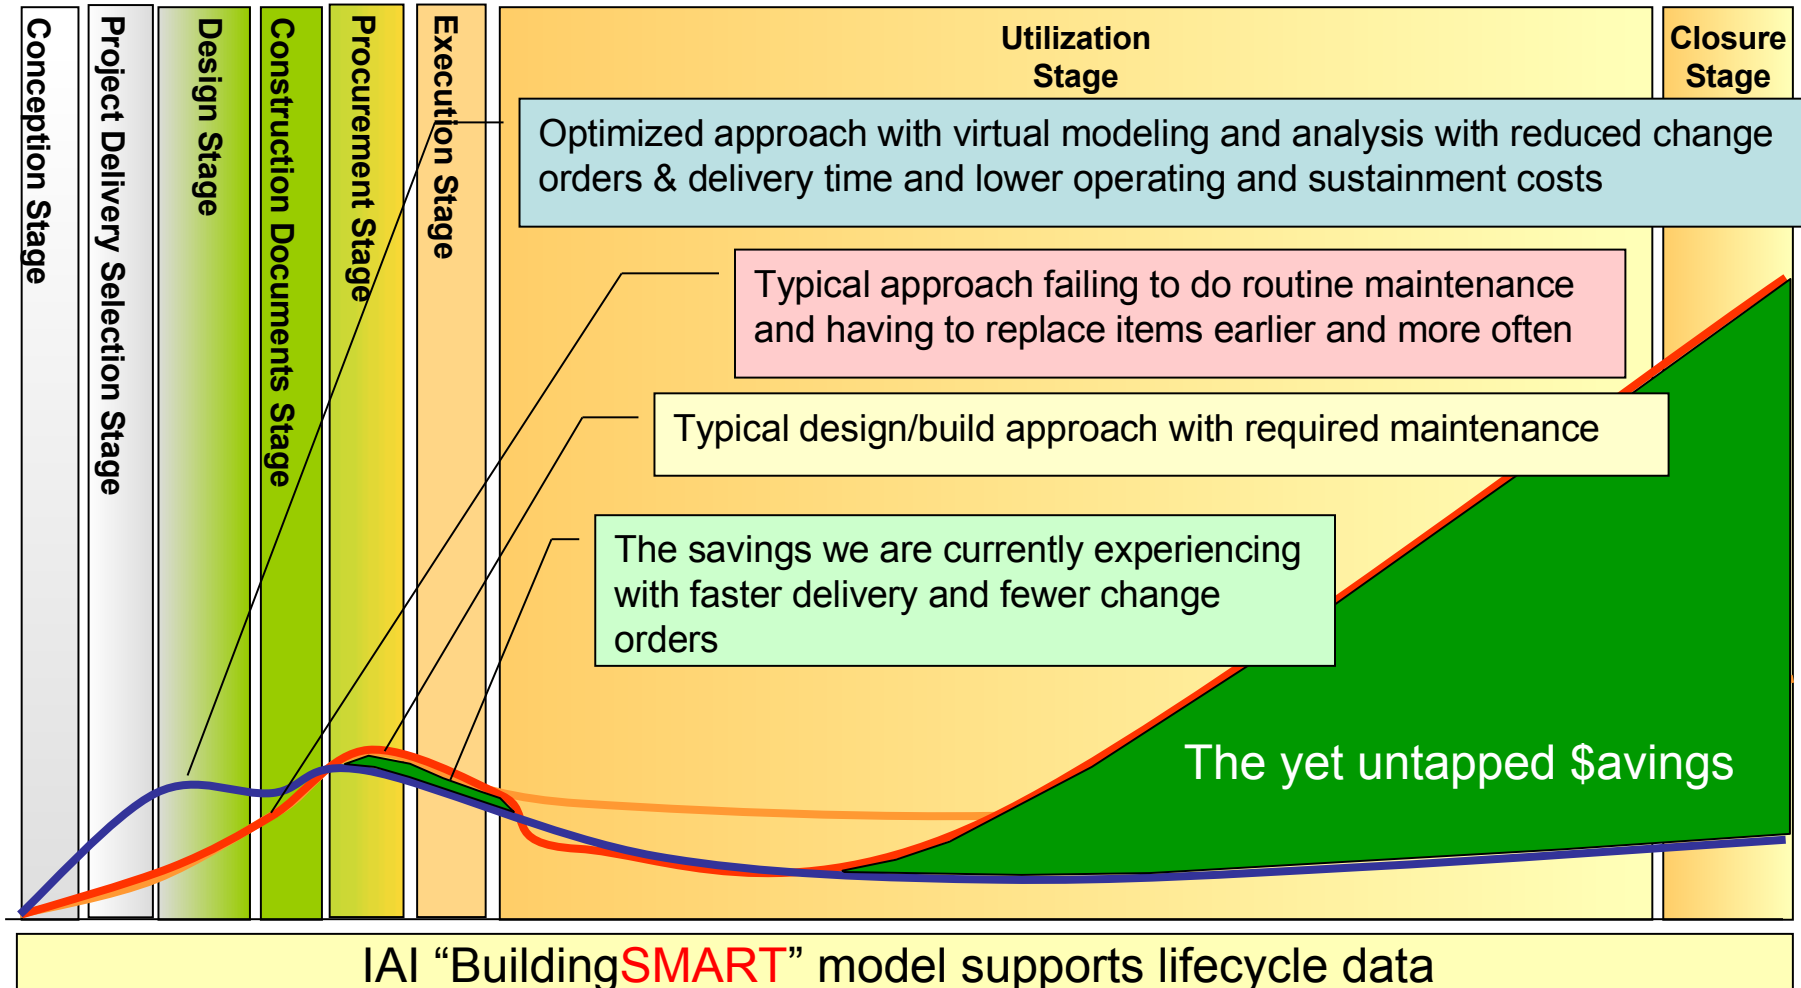 Conception Stage
Project Delivery Selection Stage
Design Stage
Construction Documents Stage
Procurement Stage
Execution Stage
Utilization
Stage
Closure
Stage
Optimized approach with virtual modeling and analysis with reduced change
orders & delivery time and lower operating and sustainment costs
Typical approach failing to do routine maintenance
and having to replace items earlier and more often
Typical design/build approach with required maintenance
The savings we are currently experiencing
with faster delivery and fewer change
orders
The yet untapped $avings
IAI “BuildingSMART” model supports lifecycle data